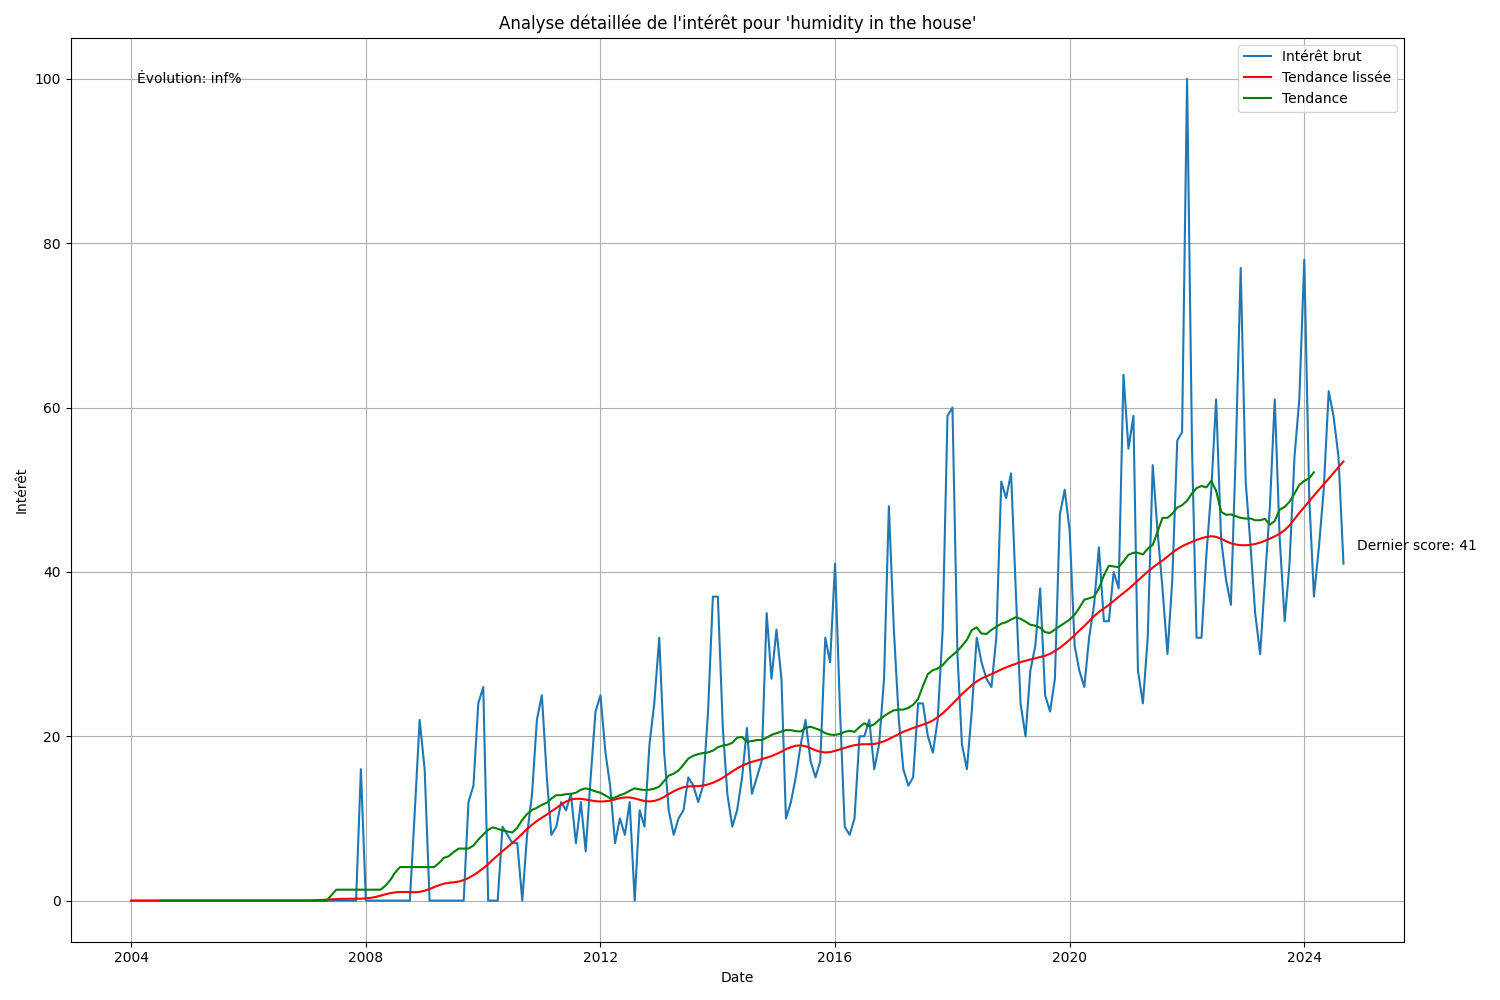 Analyse détaillée de l'intérêt pour 'humidity in the house'
Évolution: inf%
Intérêt brut
Tendance lissée
Tendance
100
80
60
40
20
0
Intérêt
Dernier score: 41
2004
2008
2012
2016
2020
2024
Date